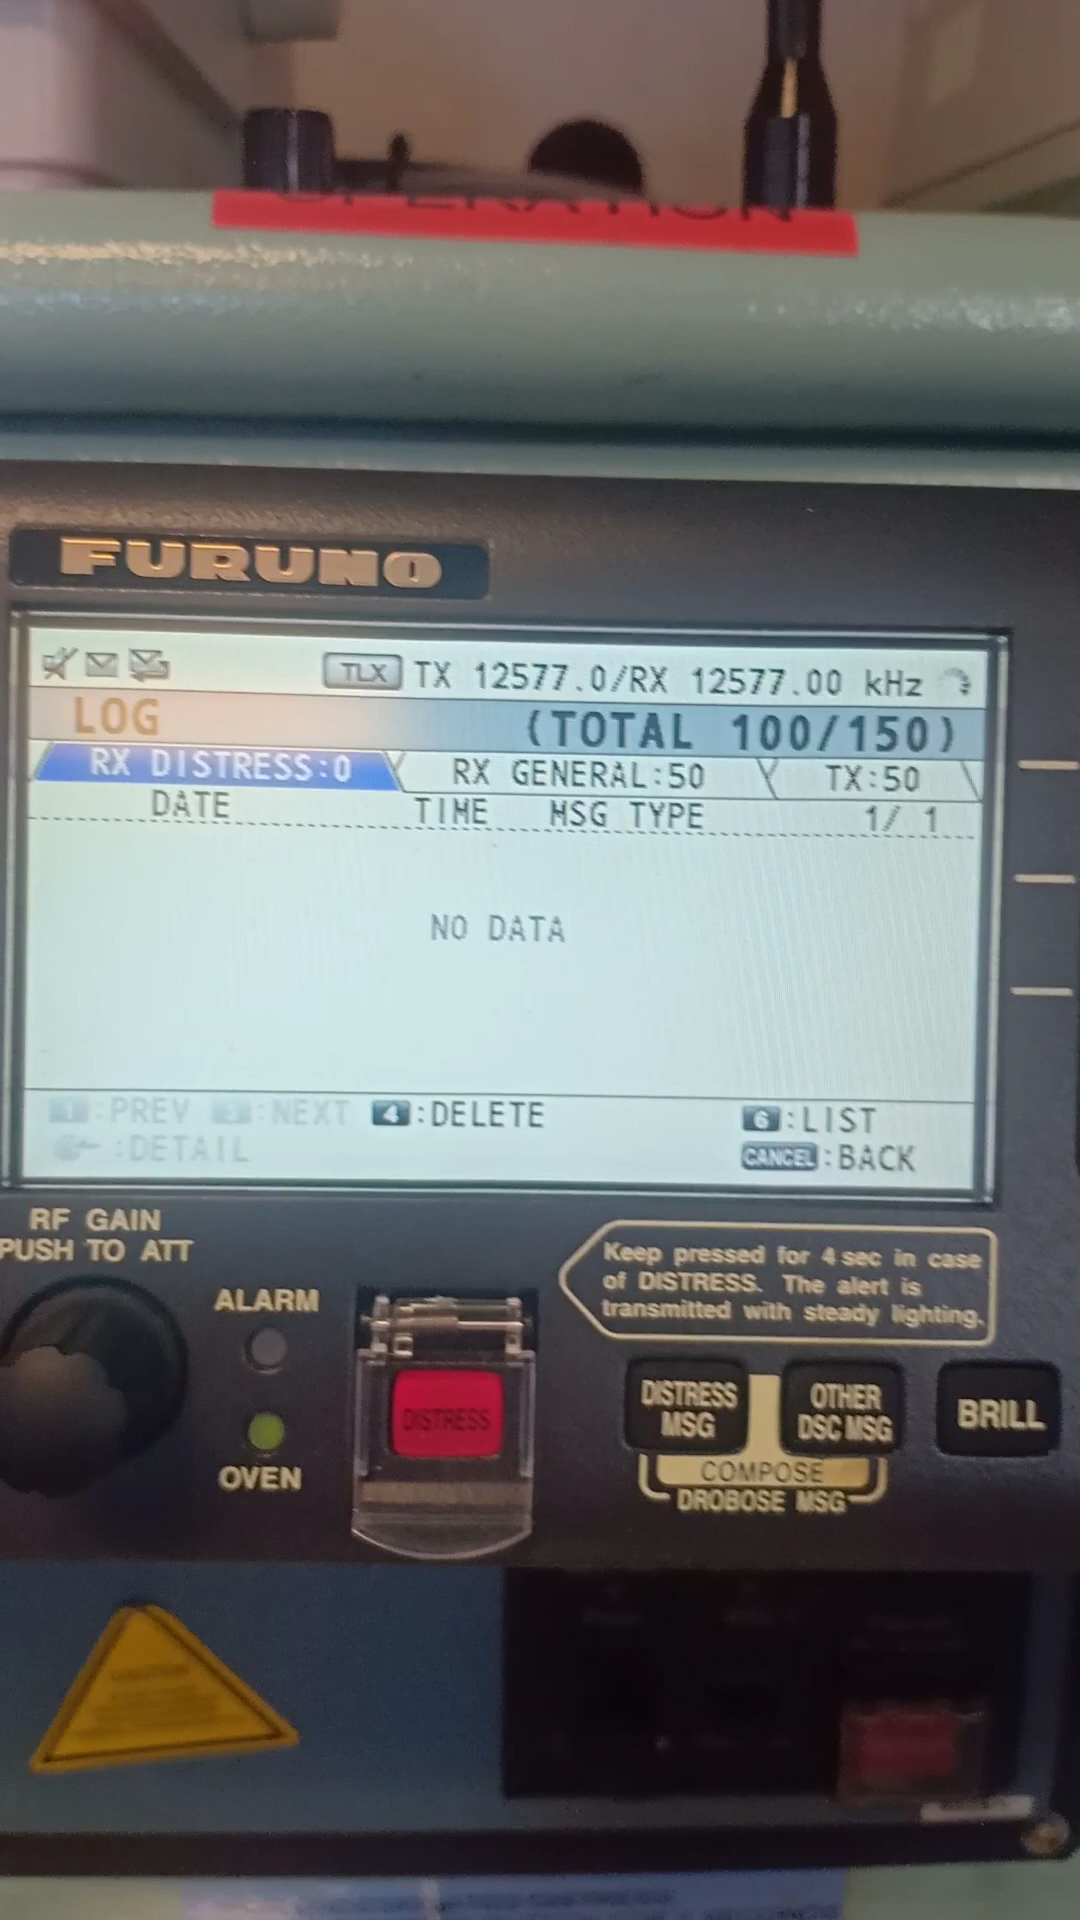 OPERATION
FURUNO
TLX TX 12577.0/RX 12577.00 kHz
LOG (TOTAL 100/150)
RX DISTRESS:0 RX GENERAL:50 TX:50
DATE TIME MSG TYPE 1/ 1
NO DATA
1:PREV 3:NEXT 4:DELETE 6:LIST
:DETAIL CANCEL:BACK
RF GAIN
PUSH TO ATT
ALARM
OVEN
DISTRESS
Keep pressed for 4 sec in case
of DISTRESS. The alert is
transmitted with steady lighting.
DISTRESS
MSG
OTHER
DSC MSG
BRILL
COMPOSE
DROBOSE MSG